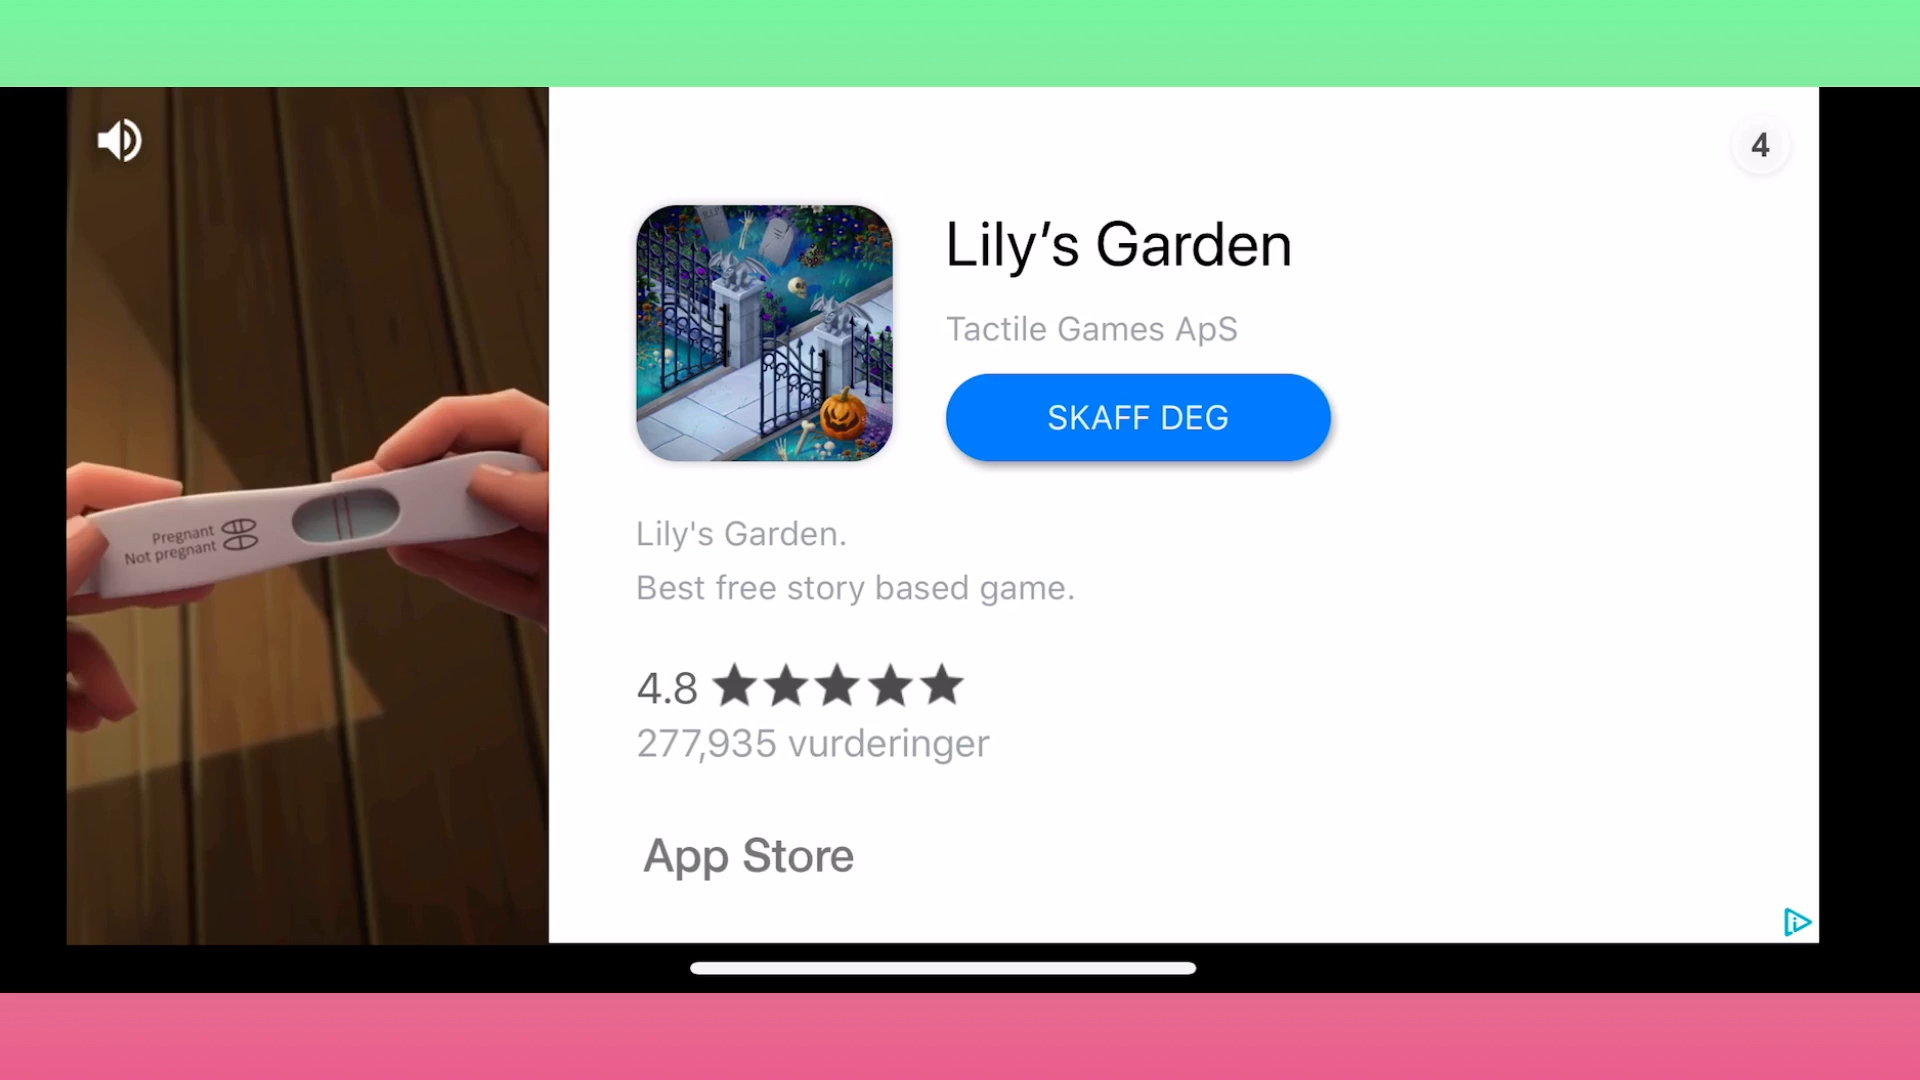 4
Lily’s Garden
Tactile Games ApS
SKAFF DEG
Pregnant
Not pregnant
Lily's Garden.
Best free story based game.
4.8
277,935 vurderinger
App Store